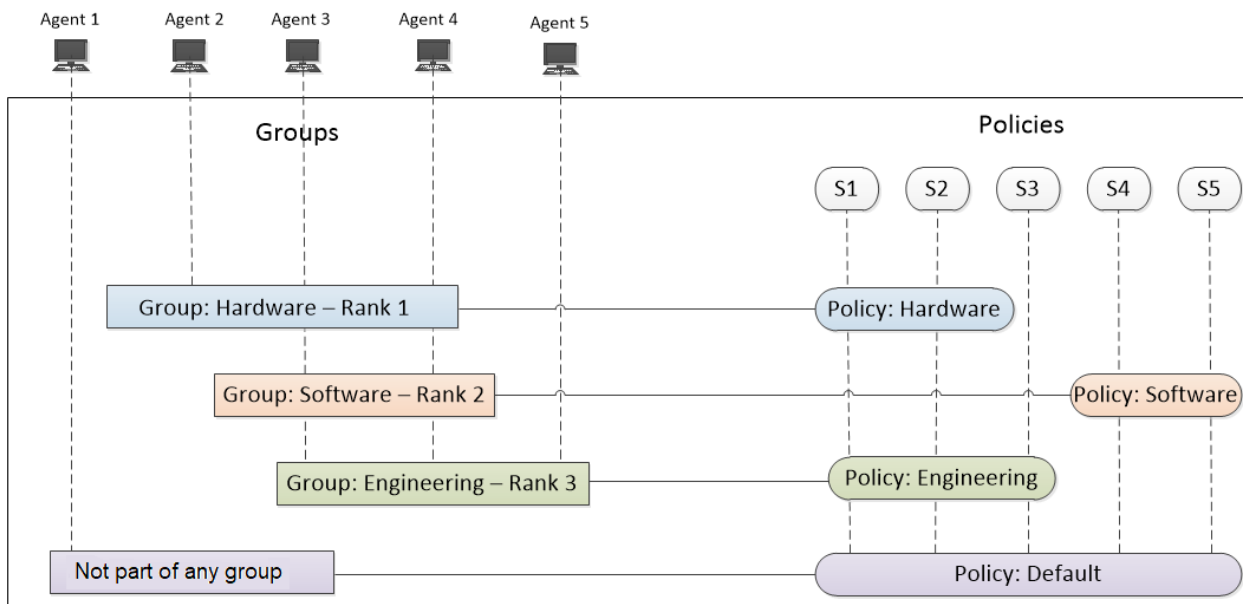 Agent 1
Agent 2
Agent 3
Agent 4
Agent 5
Groups
Policies
S1
S2
S3
S4
S5
Group: Hardware – Rank 1
Policy: Hardware
Group: Software – Rank 2
Policy: Software
Group: Engineering – Rank 3
Policy: Engineering
Not part of any group
Policy: Default